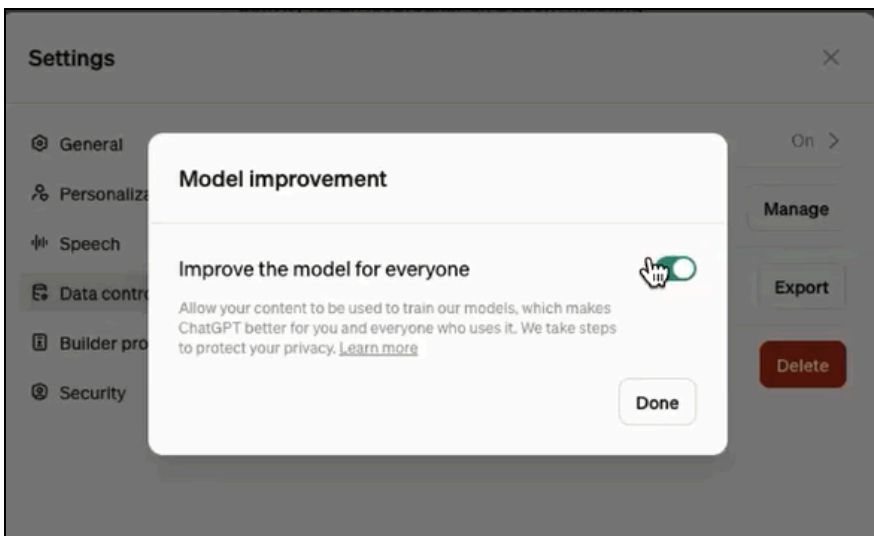 Settings
General
On
Personaliza
Manage
Speech
Data contro
Export
Builder pro
Delete
Security
Model improvement
Improve the model for everyone
Allow your content to be used to train our models, which makes
ChatGPT better for you and everyone who uses it. We take steps
to protect your privacy. Learn more
Done